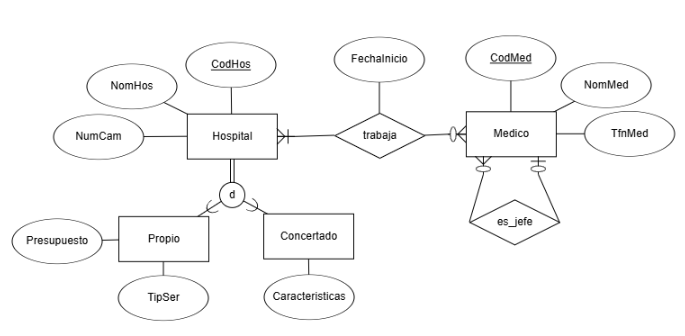 FechaInicio
CodHos
CodMed
NomHos
NomMed
NumCam
Hospital
trabaja
Medico
TfnMed
d
Presupuesto
Propio
Concertado
es_jefe
TipSer
Caracteristicas